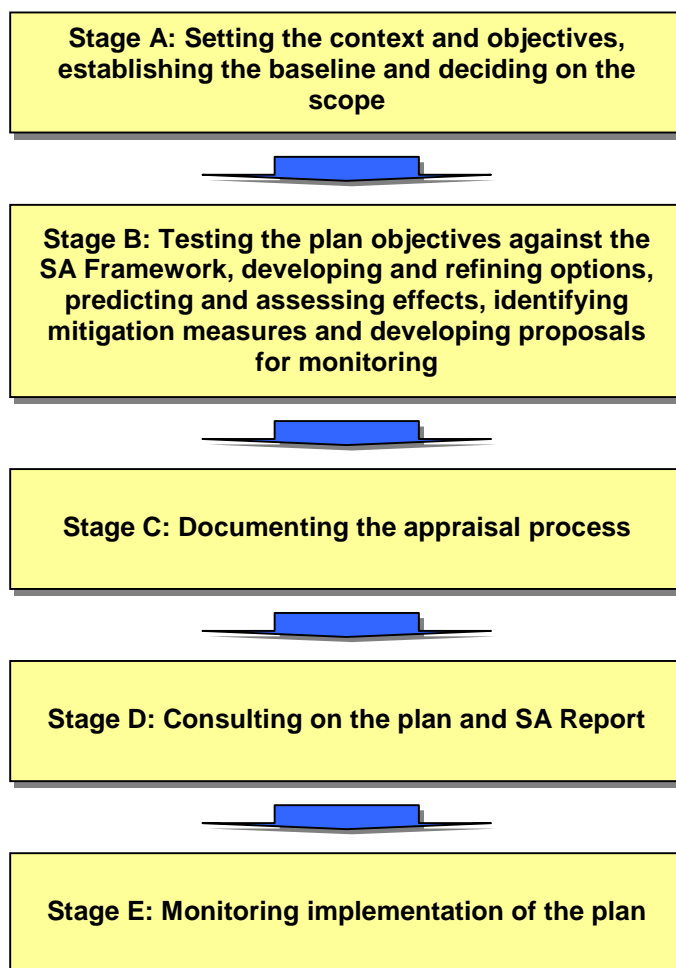 Stage A: Setting the context and objectives,
establishing the baseline and deciding on the
scope
Stage B: Testing the plan objectives against the
SA Framework, developing and refining options,
predicting and assessing effects, identifying
mitigation measures and developing proposals
for monitoring
Stage C: Documenting the appraisal process
Stage D: Consulting on the plan and SA Report
Stage E: Monitoring implementation of the plan